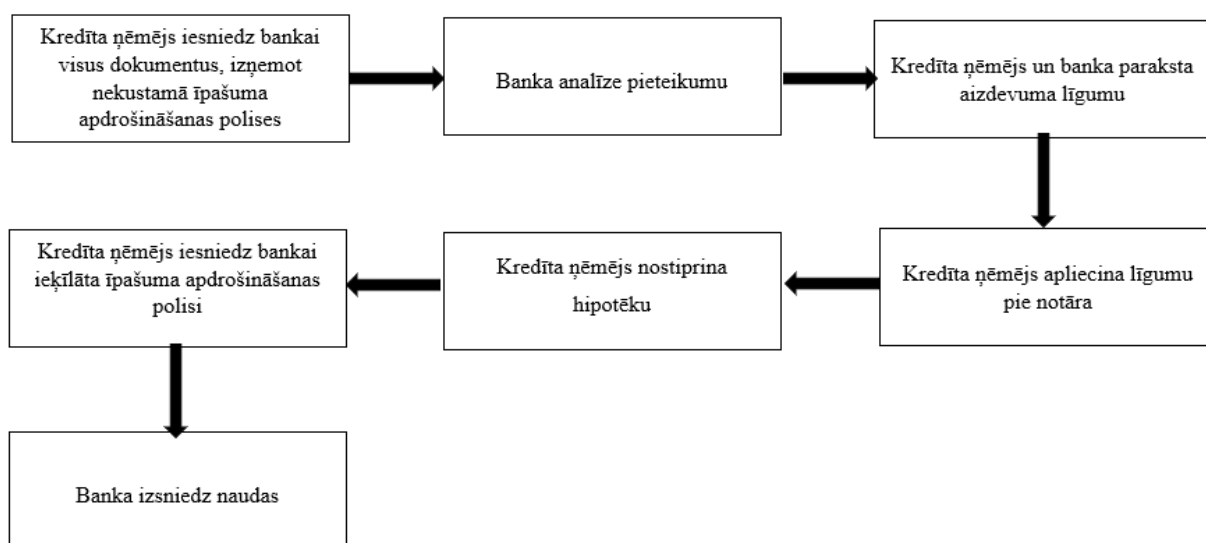 Kredīta ņēmējs iesniedz bankai
visus dokumentus, izņemot
nekustamā īpašuma
apdrošināšanas polises
Banka analīze pieteikumu
Kredīta ņēmējs un banka paraksta
aizdevuma līgumu
Kredīta ņēmējs apliecina līgumu
pie notāra
Kredīta ņēmējs nostiprina
hipotēku
Kredīta ņēmējs iesniedz bankai
ieķīlāta īpašuma apdrošināšanas
polisi
Banka izsniedz naudas